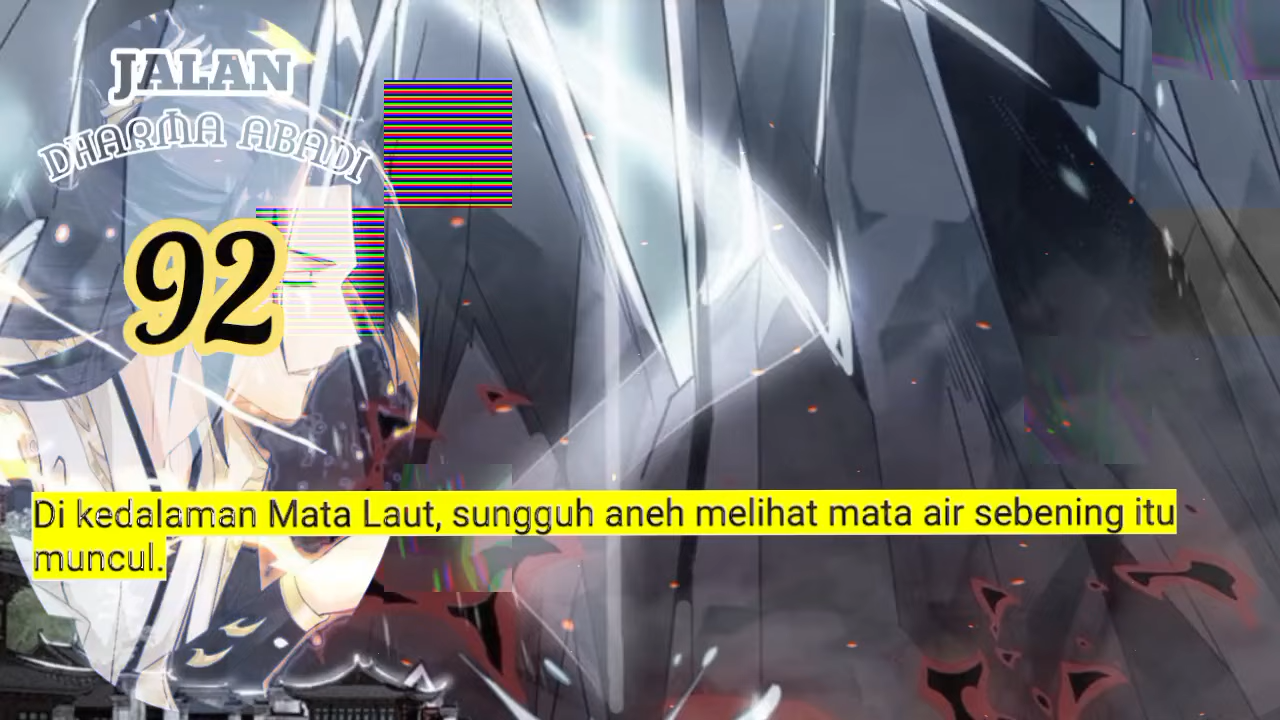 JALAN
DHARMA ABADI
92
Di kedalaman Mata Laut, sungguh aneh melihat mata air sebening itu
muncul.